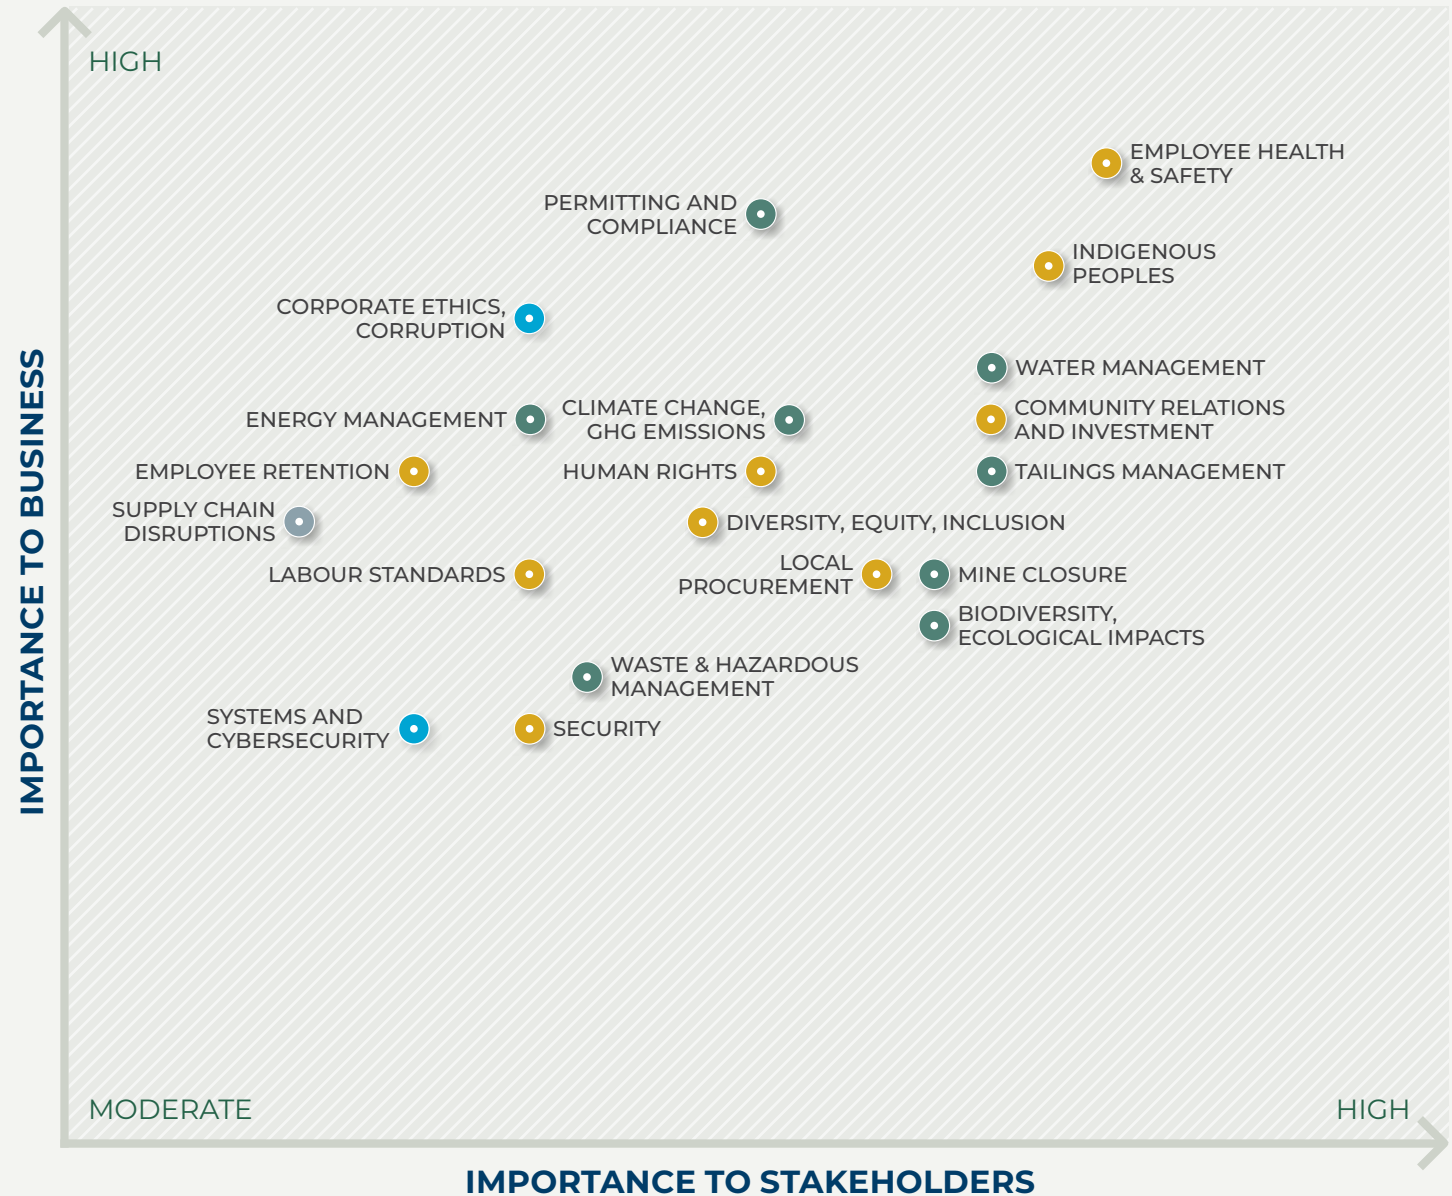 HIGH
EMPLOYEE HEALTH
& SAFETY
PERMITTING AND
COMPLIANCE
INDIGENOUS
PEOPLES
CORPORATE ETHICS,
CORRUPTION
WATER MANAGEMENT
ENERGY MANAGEMENT
CLIMATE CHANGE,
GHG EMISSIONS
COMMUNITY RELATIONS
AND INVESTMENT
EMPLOYEE RETENTION
HUMAN RIGHTS
TAILINGS MANAGEMENT
SUPPLY CHAIN
DISRUPTIONS
DIVERSITY, EQUITY, INCLUSION
LABOUR STANDARDS
LOCAL
PROCUREMENT
MINE CLOSURE
BIODIVERSITY,
ECOLOGICAL IMPACTS
WASTE & HAZARDOUS
MANAGEMENT
SYSTEMS AND
CYBERSECURITY
SECURITY
IMPORTANCE TO BUSINESS
MODERATE
HIGH
IMPORTANCE TO STAKEHOLDERS